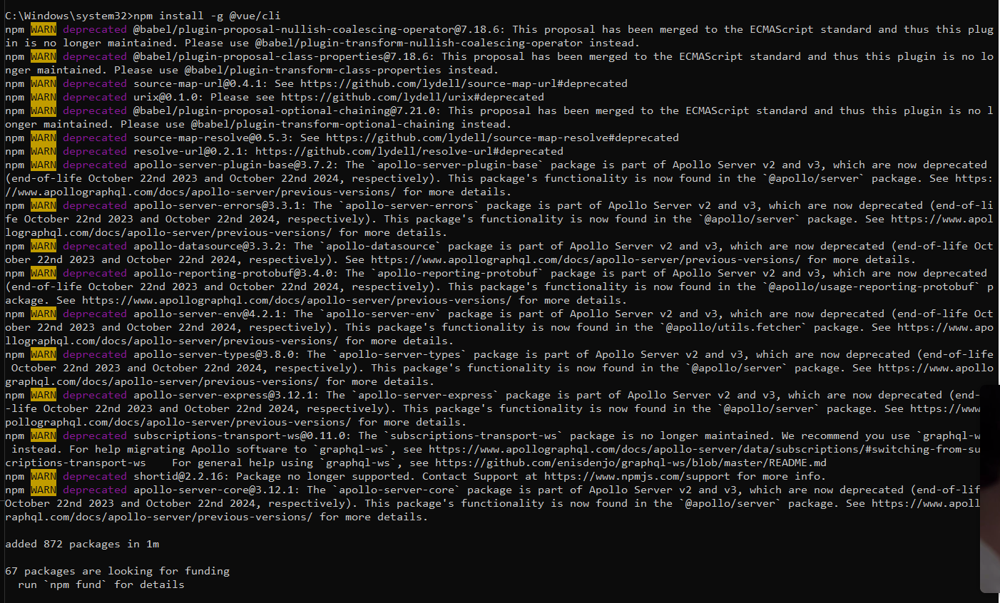 C:\Windows\system32>npm install -g @vue/cli
npm WARN deprecated @babel/plugin-proposal-nullish-coalescing-operator@7.18.6: This proposal has been merged to the ECMAScript standard and thus this plug
in is no longer maintained. Please use @babel/plugin-transform-nullish-coalescing-operator instead.
npm WARN deprecated @babel/plugin-proposal-class-properties@7.18.6: This proposal has been merged to the ECMAScript standard and thus this plugin is no lo
nger maintained. Please use @babel/plugin-transform-class-properties instead.
npm WARN deprecated source-map-url@0.4.1: See https://github.com/lydell/source-map-url#deprecated
npm WARN deprecated urix@0.1.0: Please see https://github.com/lydell/urix#deprecated
npm WARN deprecated @babel/plugin-proposal-optional-chaining@7.21.0: This proposal has been merged to the ECMAScript standard and thus this plugin is no l
onger maintained. Please use @babel/plugin-transform-optional-chaining instead.
npm WARN deprecated source-map-resolve@0.5.3: See https://github.com/lydell/source-map-resolve#deprecated
npm WARN deprecated resolve-url@0.2.1: https://github.com/lydell/resolve-url#deprecated
npm WARN deprecated apollo-server-plugin-base@3.7.2: The `apollo-server-plugin-base` package is part of Apollo Server v2 and v3, which are now deprecated
(end-of-life October 22nd 2023 and October 22nd 2024, respectively). This package's functionality is now found in the `@apollo/server` package. See https:
//www.apollographql.com/docs/apollo-server/previous-versions/ for more details.
npm WARN deprecated apollo-server-errors@3.3.1: The `apollo-server-errors` package is part of Apollo Server v2 and v3, which are now deprecated (end-of-li
fe October 22nd 2023 and October 22nd 2024, respectively). This package's functionality is now found in the `@apollo/server` package. See https://www.apol
lographql.com/docs/apollo-server/previous-versions/ for more details.
npm WARN deprecated apollo-datasource@3.3.2: The `apollo-datasource` package is part of Apollo Server v2 and v3, which are now deprecated (end-of-life Oct
ober 22nd 2023 and October 22nd 2024, respectively). See https://www.apollographql.com/docs/apollo-server/previous-versions/ for more details.
npm WARN deprecated apollo-reporting-protobuf@3.4.0: The `apollo-reporting-protobuf` package is part of Apollo Server v2 and v3, which are now deprecated
(end-of-life October 22nd 2023 and October 22nd 2024, respectively). This package's functionality is now found in the `@apollo/usage-reporting-protobuf` p
ackage. See https://www.apollographql.com/docs/apollo-server/previous-versions/ for more details.
npm WARN deprecated apollo-server-env@4.2.1: The `apollo-server-env` package is part of Apollo Server v2 and v3, which are now deprecated (end-of-life Oct
ober 22nd 2023 and October 22nd 2024, respectively). This package's functionality is now found in the `@apollo/utils.fetcher` package. See https://www.apo
llographql.com/docs/apollo-server/previous-versions/ for more details.
npm WARN deprecated apollo-server-types@3.8.0: The `apollo-server-types` package is part of Apollo Server v2 and v3, which are now deprecated (end-of-life
October 22nd 2023 and October 22nd 2024, respectively). This package's functionality is now found in the `@apollo/server` package. See https://www.apollo
graphql.com/docs/apollo-server/previous-versions/ for more details.
npm WARN deprecated apollo-server-express@3.12.1: The `apollo-server-express` package is part of Apollo Server v2 and v3, which are now deprecated (end-
-life October 22nd 2023 and October 22nd 2024, respectively). This package's functionality is now found in the `@apollo/server` package. See https://www
pollographql.com/docs/apollo-server/previous-versions/ for more details.
npm WARN deprecated subscriptions-transport-ws@0.11.0: The `subscriptions-transport-ws` package is no longer maintained. We recommend you use `graphql-w
instead. For help migrating Apollo software to `graphql-ws`, see https://www.apollographql.com/docs/apollo-server/data/subscriptions/#switching-from-su
criptions-transport-ws    For general help using `graphql-ws`, see https://github.com/enisdenjo/graphql-ws/blob/master/README.md
npm WARN deprecated shortid@2.2.16: Package no longer supported. Contact Support at https://www.npmjs.com/support for more info.
npm WARN deprecated apollo-server-core@3.12.1: The `apollo-server-core` package is part of Apollo Server v2 and v3, which are now deprecated (end-of-lif
October 22nd 2023 and October 22nd 2024, respectively). This package's functionality is now found in the `@apollo/server` package. See https://www.apoll
raphql.com/docs/apollo-server/previous-versions/ for more details.
added 872 packages in 1m
67 packages are looking for funding
run `npm fund` for details